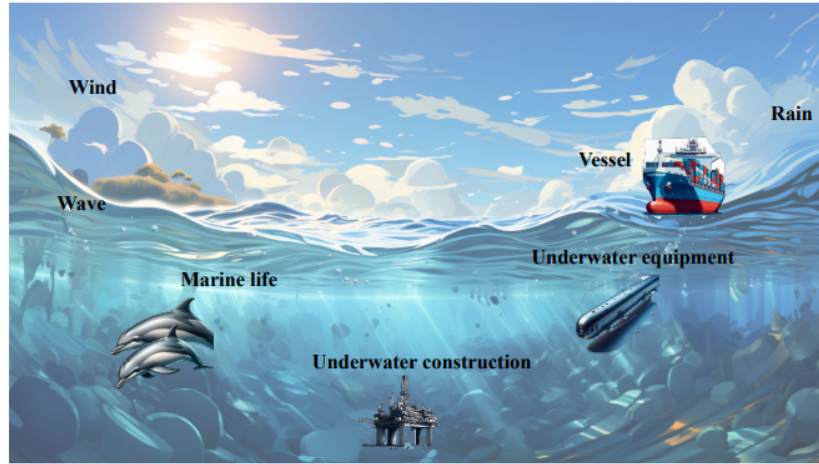 Wind
Rain
Vessel
Wave
Underwater equipment
Marine life
Underwater construction